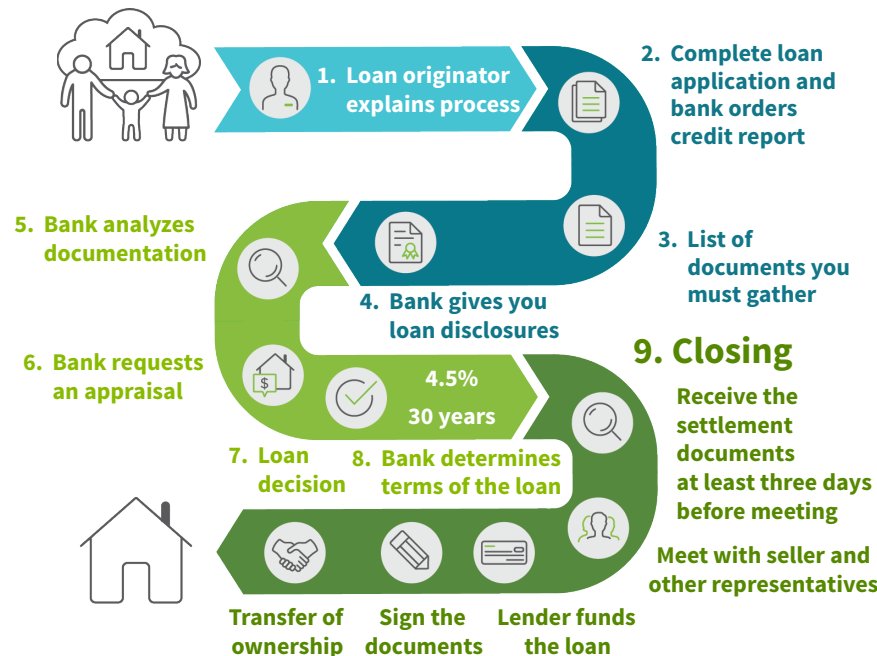 1. Loan originator
explains process
2. Complete loan
application and
bank orders
credit report
3. List of
documents you
must gather
4. Bank gives you
loan disclosures
5. Bank analyzes
documentation
6. Bank requests
an appraisal
$
7. Loan
decision
4.5%
30 years
8. Bank determines
terms of the loan
9. Closing
Receive the
settlement
documents
at least three days
before meeting
Meet with seller and
other representatives
Lender funds
the loan
Sign the
documents
Transfer of
ownership